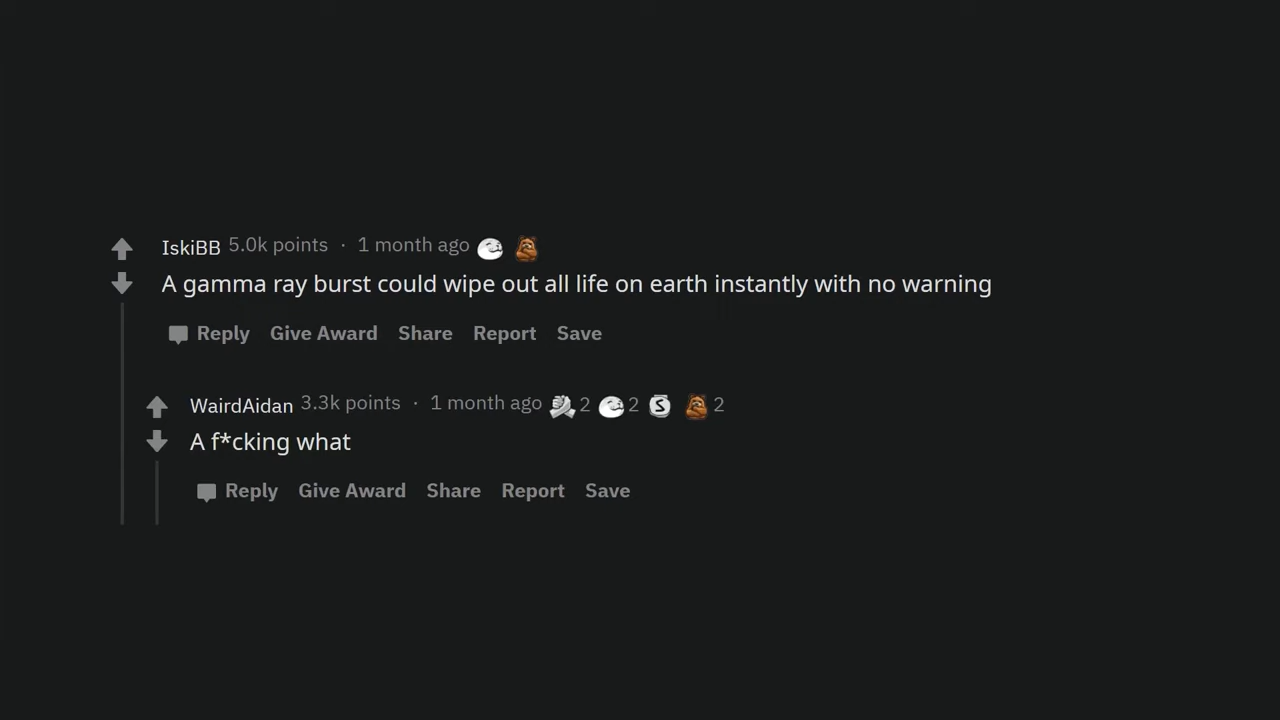 IskiBB 5.0k points · 1 month ago
A gamma ray burst could wipe out all life on earth instantly with no warning
Reply Give Award Share Report Save
WairdAidan 3.3k points · 1 month ago 2 2 S 2
A f*cking what
Reply Give Award Share Report Save